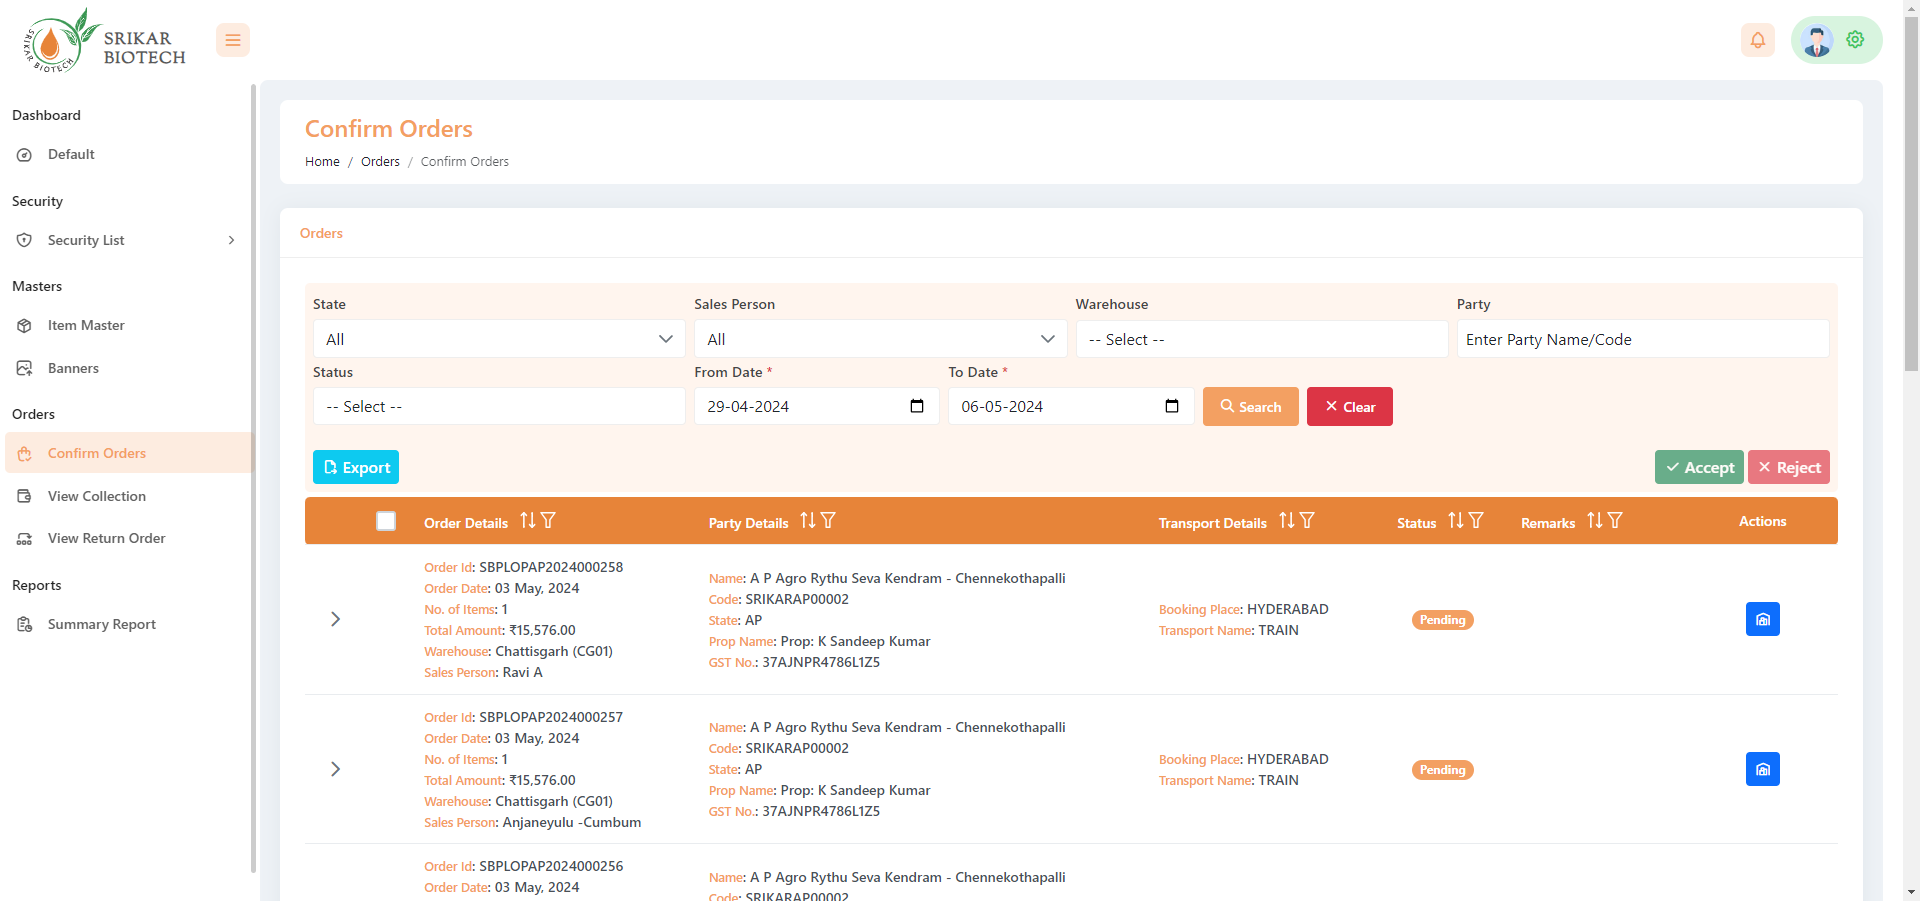 SRIKAR BIOTECH
SRIKAR
BIOTECH
Dashboard
Default
Security
Security List
Masters
Item Master
Banners
Orders
Confirm Orders
View Collection
View Return Order
Reports
Summary Report
Confirm Orders
Home / Orders / Confirm Orders
Orders
State
All
Sales Person
All
Warehouse
-- Select --
Party
Enter Party Name/Code
Status
-- Select --
From Date *
29-04-2024
To Date *
06-05-2024
Search
Clear
Export
Accept
Reject
Order Details
Party Details
Transport Details
Status
Remarks
Actions
Order Id: SBPLOPAP2024000258
Order Date: 03 May, 2024
No. of Items: 1
Total Amount: ₹15,576.00
Warehouse: Chattisgarh (CG01)
Sales Person: Ravi A
Name: A P Agro Rythu Seva Kendram - Chennekothapalli
Code: SRIKARAP00002
State: AP
Prop Name: Prop: K Sandeep Kumar
GST No.: 37AJNPR4786L1Z5
Booking Place: HYDERABAD
Transport Name: TRAIN
Pending
Order Id: SBPLOPAP2024000257
Order Date: 03 May, 2024
No. of Items: 1
Total Amount: ₹15,576.00
Warehouse: Chattisgarh (CG01)
Sales Person: Anjaneyulu -Cumbum
Name: A P Agro Rythu Seva Kendram - Chennekothapalli
Code: SRIKARAP00002
State: AP
Prop Name: Prop: K Sandeep Kumar
GST No.: 37AJNPR4786L1Z5
Booking Place: HYDERABAD
Transport Name: TRAIN
Pending
Order Id: SBPLOPAP2024000256
Order Date: 03 May, 2024
Name: A P Agro Rythu Seva Kendram - Chennekothapalli
Code: SRIKARAP00002